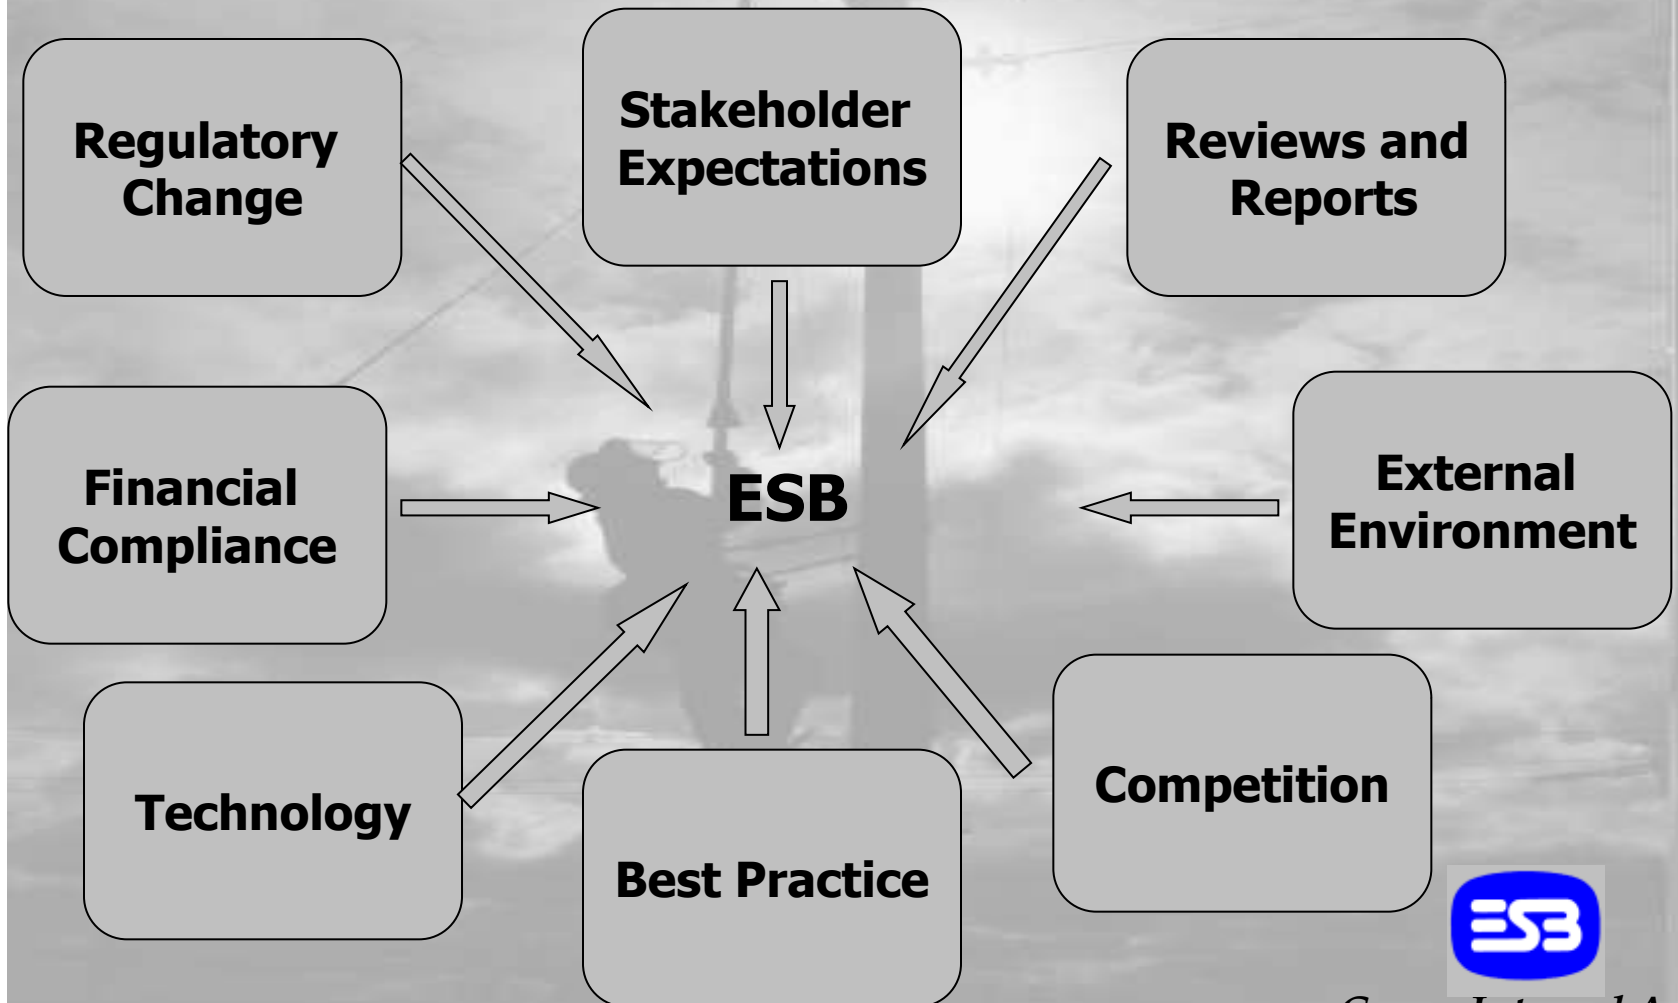 Regulatory
Change
Stakeholder
Expectations
Reviews and
Reports
Financial
Compliance
ESB
External
Environment
Technology
Best Practice
Competition
ESB